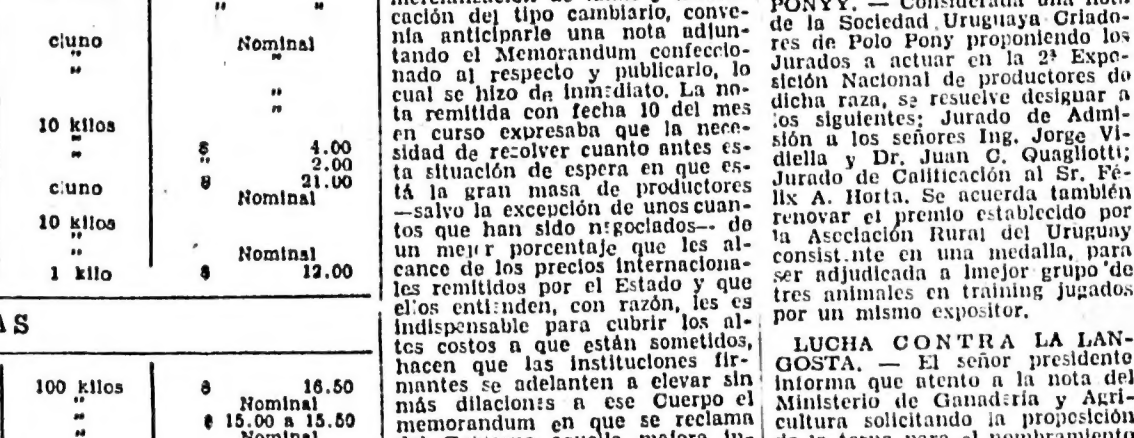 " "
c|uno Nominal
" "
" "
"
10 kilos
" $ 4.00
" 2.00
c|uno $ 21.00
Nominal
10 kilos
"
" Nominal
1 kilo $ 12.00
AS
100 kilos $ 16.50
" Nominal
" $ 15.00 a 15.50
" Nominal
cación del tipo cambiario, conve-
nía anticiparle una nota adjun-
tando el Memorandum confeccio-
nado al respecto y publicarlo, lo
cual se hizo de inmediato. La no-
ta remitida con fecha 10 del mes
en curso expresaba que la nece-
sidad de resolver cuanto antes es-
ta situación de espera en que es-
tá la gran masa de productores
—salvo la excepción de unos cuan-
tos que han sido negociados— de
un mejor porcentaje que les al-
cance de los precios internaciona-
les remitidos por el Estado y que
ellos entienden, con razón, les es
indispensable para cubrir los al-
tos costos a que están sometidos,
hacen que las instituciones fir-
mantes se adelanten a elevar sin
más dilaciones a ese Cuerpo el
memorandum en que se reclama
PONYY. — Considerada una nota
de la Sociedad Uruguaya Criado-
res de Polo Pony proponiendo los
Jurados a actuar en la 2ª Expo-
sición Nacional de productores de
dicha raza, se resuelve desiguar a
los siguientes: Jurado de Admi-
sión a los señores Ing. Jorge Vi-
diella y Dr. Juan C. Quagliotti;
Jurado de Calificación al Sr. Fé-
lix A. Horta. Se acuerda también
renovar el premio establecido por
la Asociación Rural del Uruguay
consistente en una medalla, para
ser adjudicada a lmejor grupo de
tres animales en training jugados
por un mismo expositor.
LUCHA CONTRA LA LAN-
GOSTA. — El señor presidente
informa que atento a la nota del
Ministerio de Ganadería y Agri-
cultura solicitando la proposición
de la terna para el nombramiento